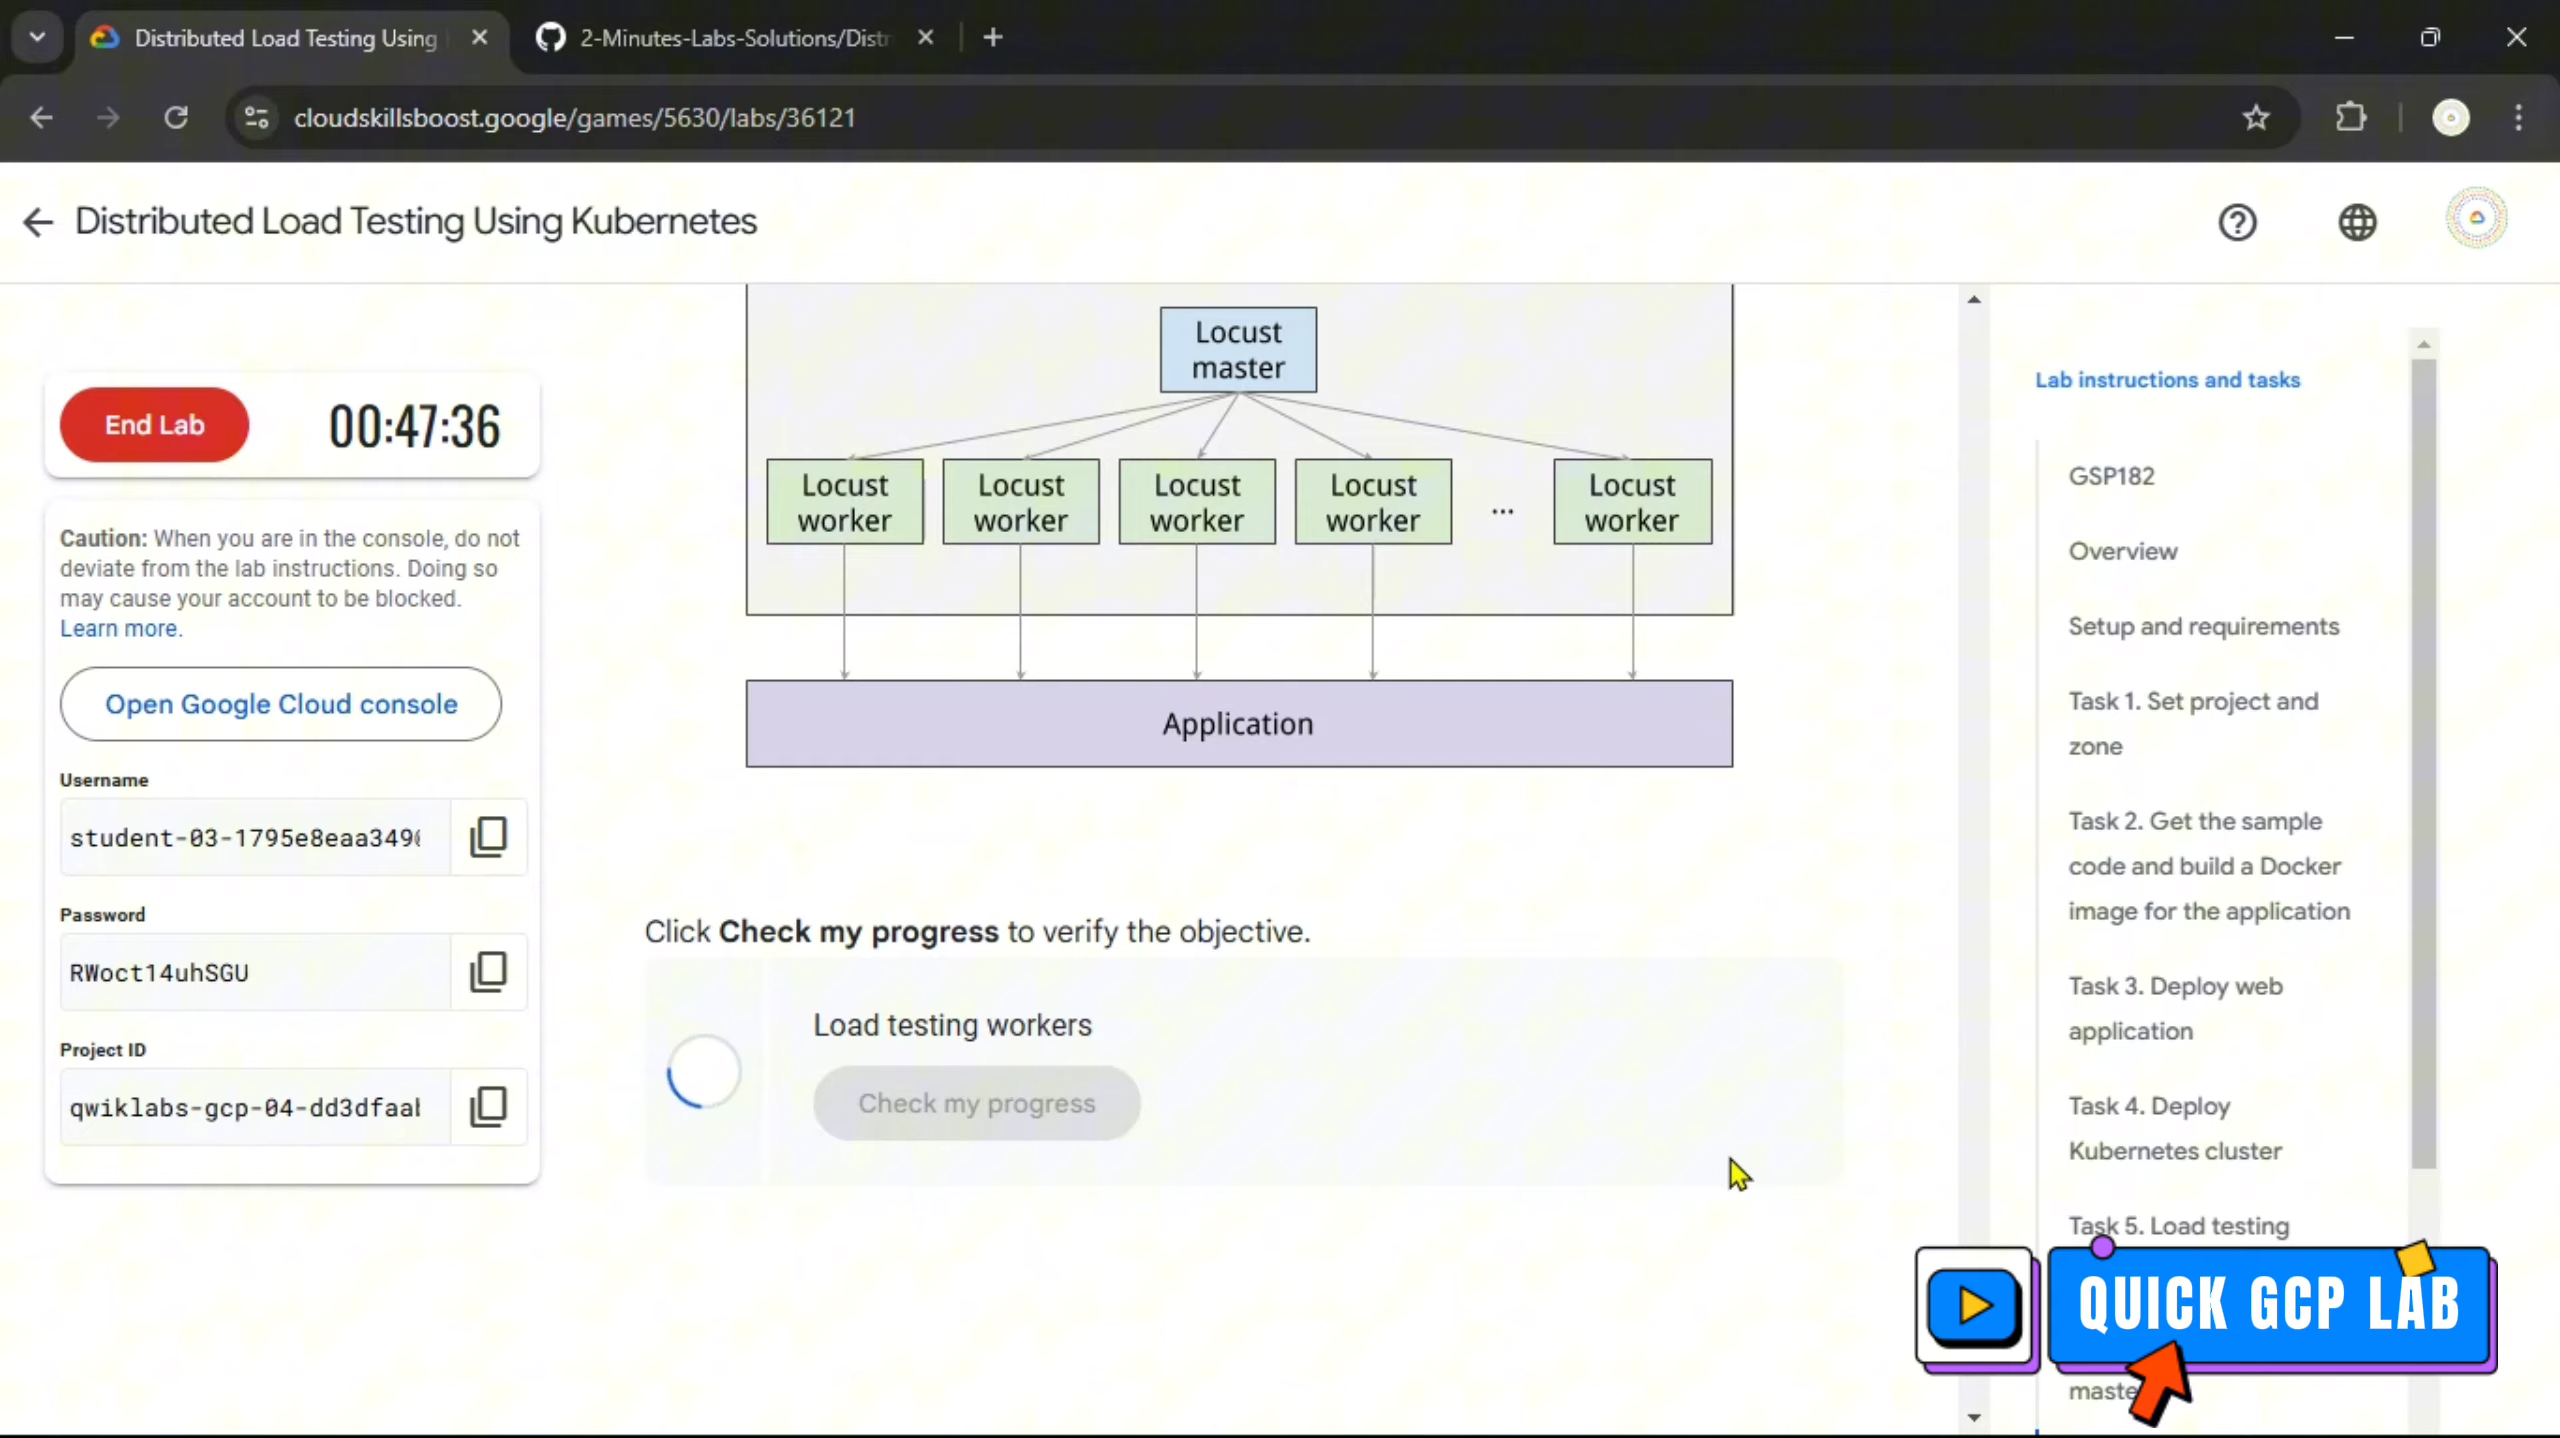 Distributed Load Testing Using
2-Minutes-Labs-Solutions/Distr
cloudskillsboost.google/games/5630/labs/36121
Distributed Load Testing Using Kubernetes
End Lab
00:47:36
Caution: When you are in the console, do not
deviate from the lab instructions. Doing so
may cause your account to be blocked.
Learn more.
Open Google Cloud console
Username
student-03-1795e8eaa3490
Password
RWoct14uhSGU
Project ID
qwiklabs-gcp-04-dd3dfaab
Locust
master
Locust
worker
Locust
worker
Locust
worker
Locust
worker
...
Locust
worker
Application
Click Check my progress to verify the objective.
Load testing workers
Check my progress
Lab instructions and tasks
GSP182
Overview
Setup and requirements
Task 1. Set project and
zone
Task 2. Get the sample
code and build a Docker
image for the application
Task 3. Deploy web
application
Task 4. Deploy
Kubernetes cluster
Task 5. Load testing
QUICK GCP LAB